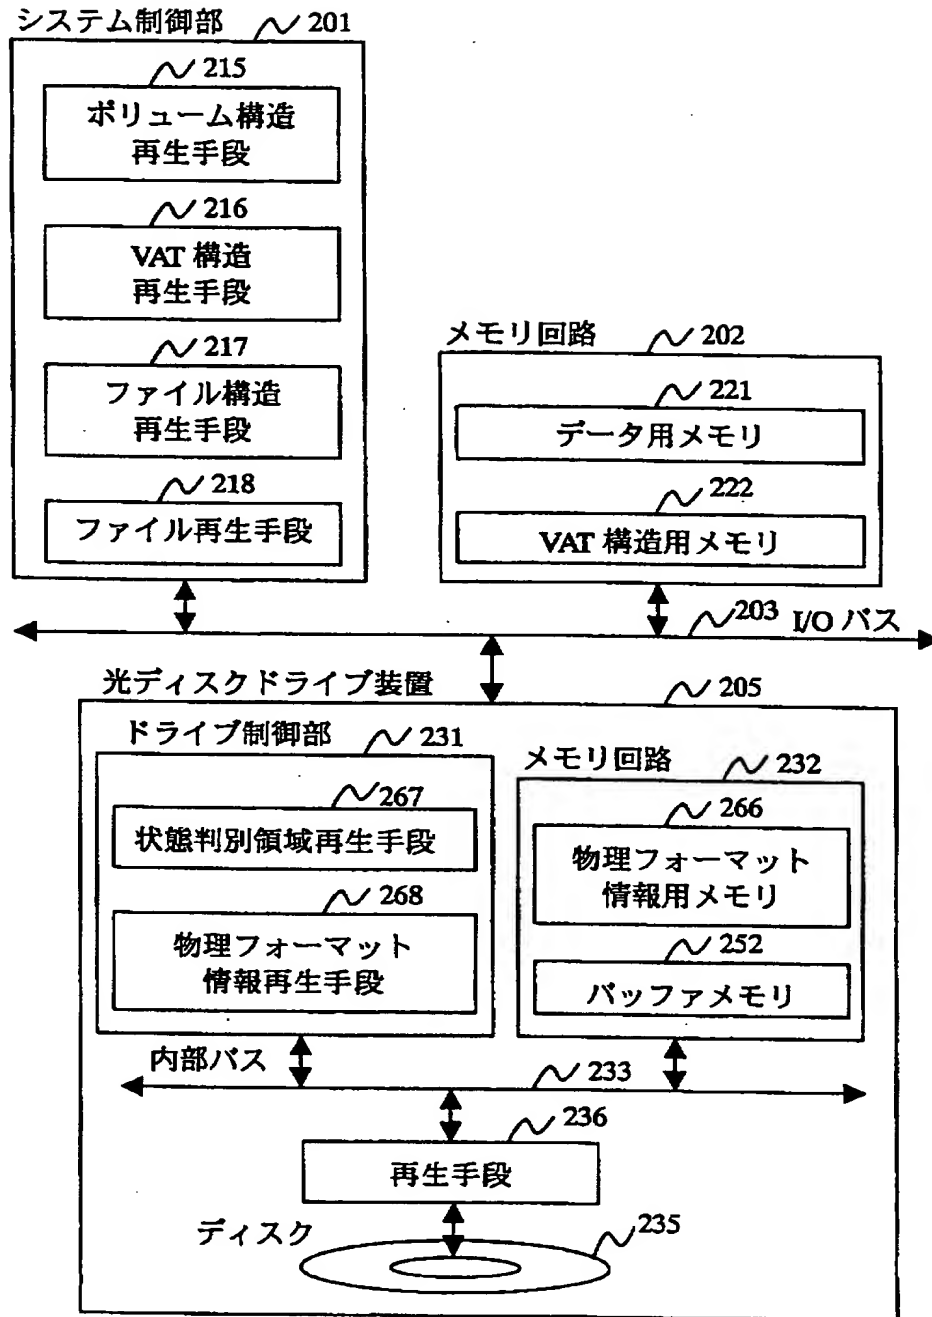 システム制御部 201
215
ボリューム構造
再生手段
216
VAT 構造
再生手段
217
ファイル構造
再生手段
218
ファイル再生手段
メモリ回路 202
221
データ用メモリ
222
VAT 構造用メモリ
203 I/O バス
光ディスクドライブ装置 205
ドライブ制御部 231
267
状態判別領域再生手段
268
物理フォーマット
情報再生手段
メモリ回路 232
266
物理フォーマット
情報用メモリ
252
バッファメモリ
内部バス 233
236
再生手段
ディスク 235